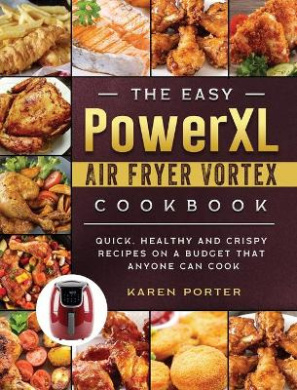 THE EASY
PowerXL
AIR FRYER VORTEX
COOKBOOK
QUICK, HEALTHY AND CRISPY
RECIPES ON A BUDGET THAT
ANYONE CAN COOK
KAREN PORTER